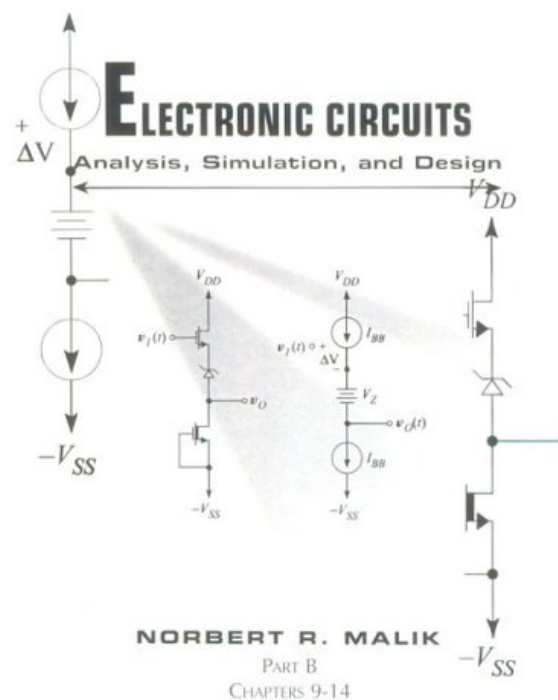 ELECTRONIC CIRCUITS
+
ΔV
Analysis, Simulation, and Design
V_DD
V_DD
V_DD
v_I(t)
v_O
-V_SS
I_BB
v_I(t) +
ΔV
-
V_Z
v_O(t)
I_BB
-V_SS
-V_SS
-V_SS
NORBERT R. MALIK
PART B
CHAPTERS 9-14